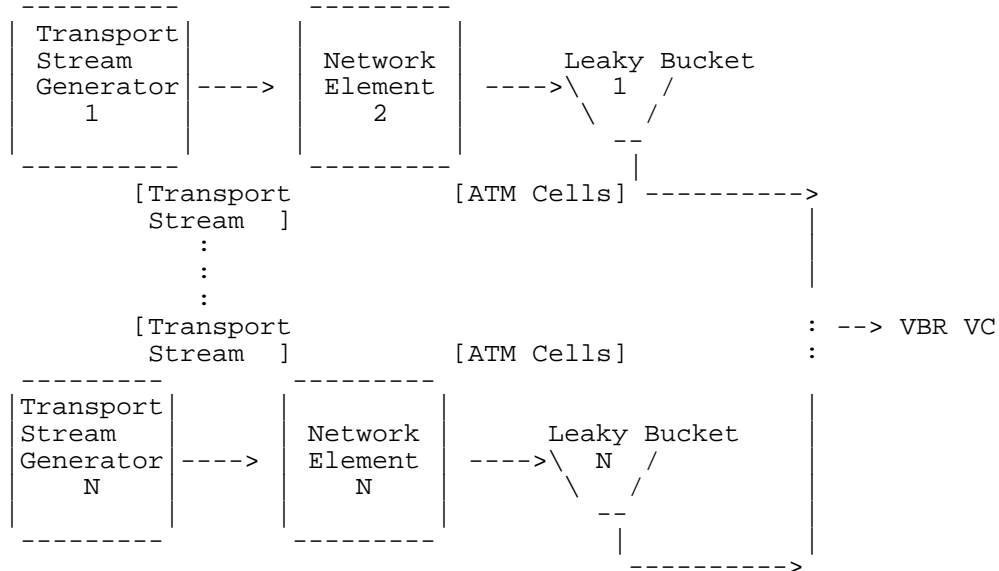 Transport
Stream Network Leaky Bucket
Generator ----> Element ----> 1
1 2
[Transport [ATM Cells] ---------->
Stream ]
:
:
:
[Transport : --> VBR VC
Stream ] [ATM Cells] :
Transport
Stream Network Leaky Bucket
Generator ----> Element ----> N
N N
---------->